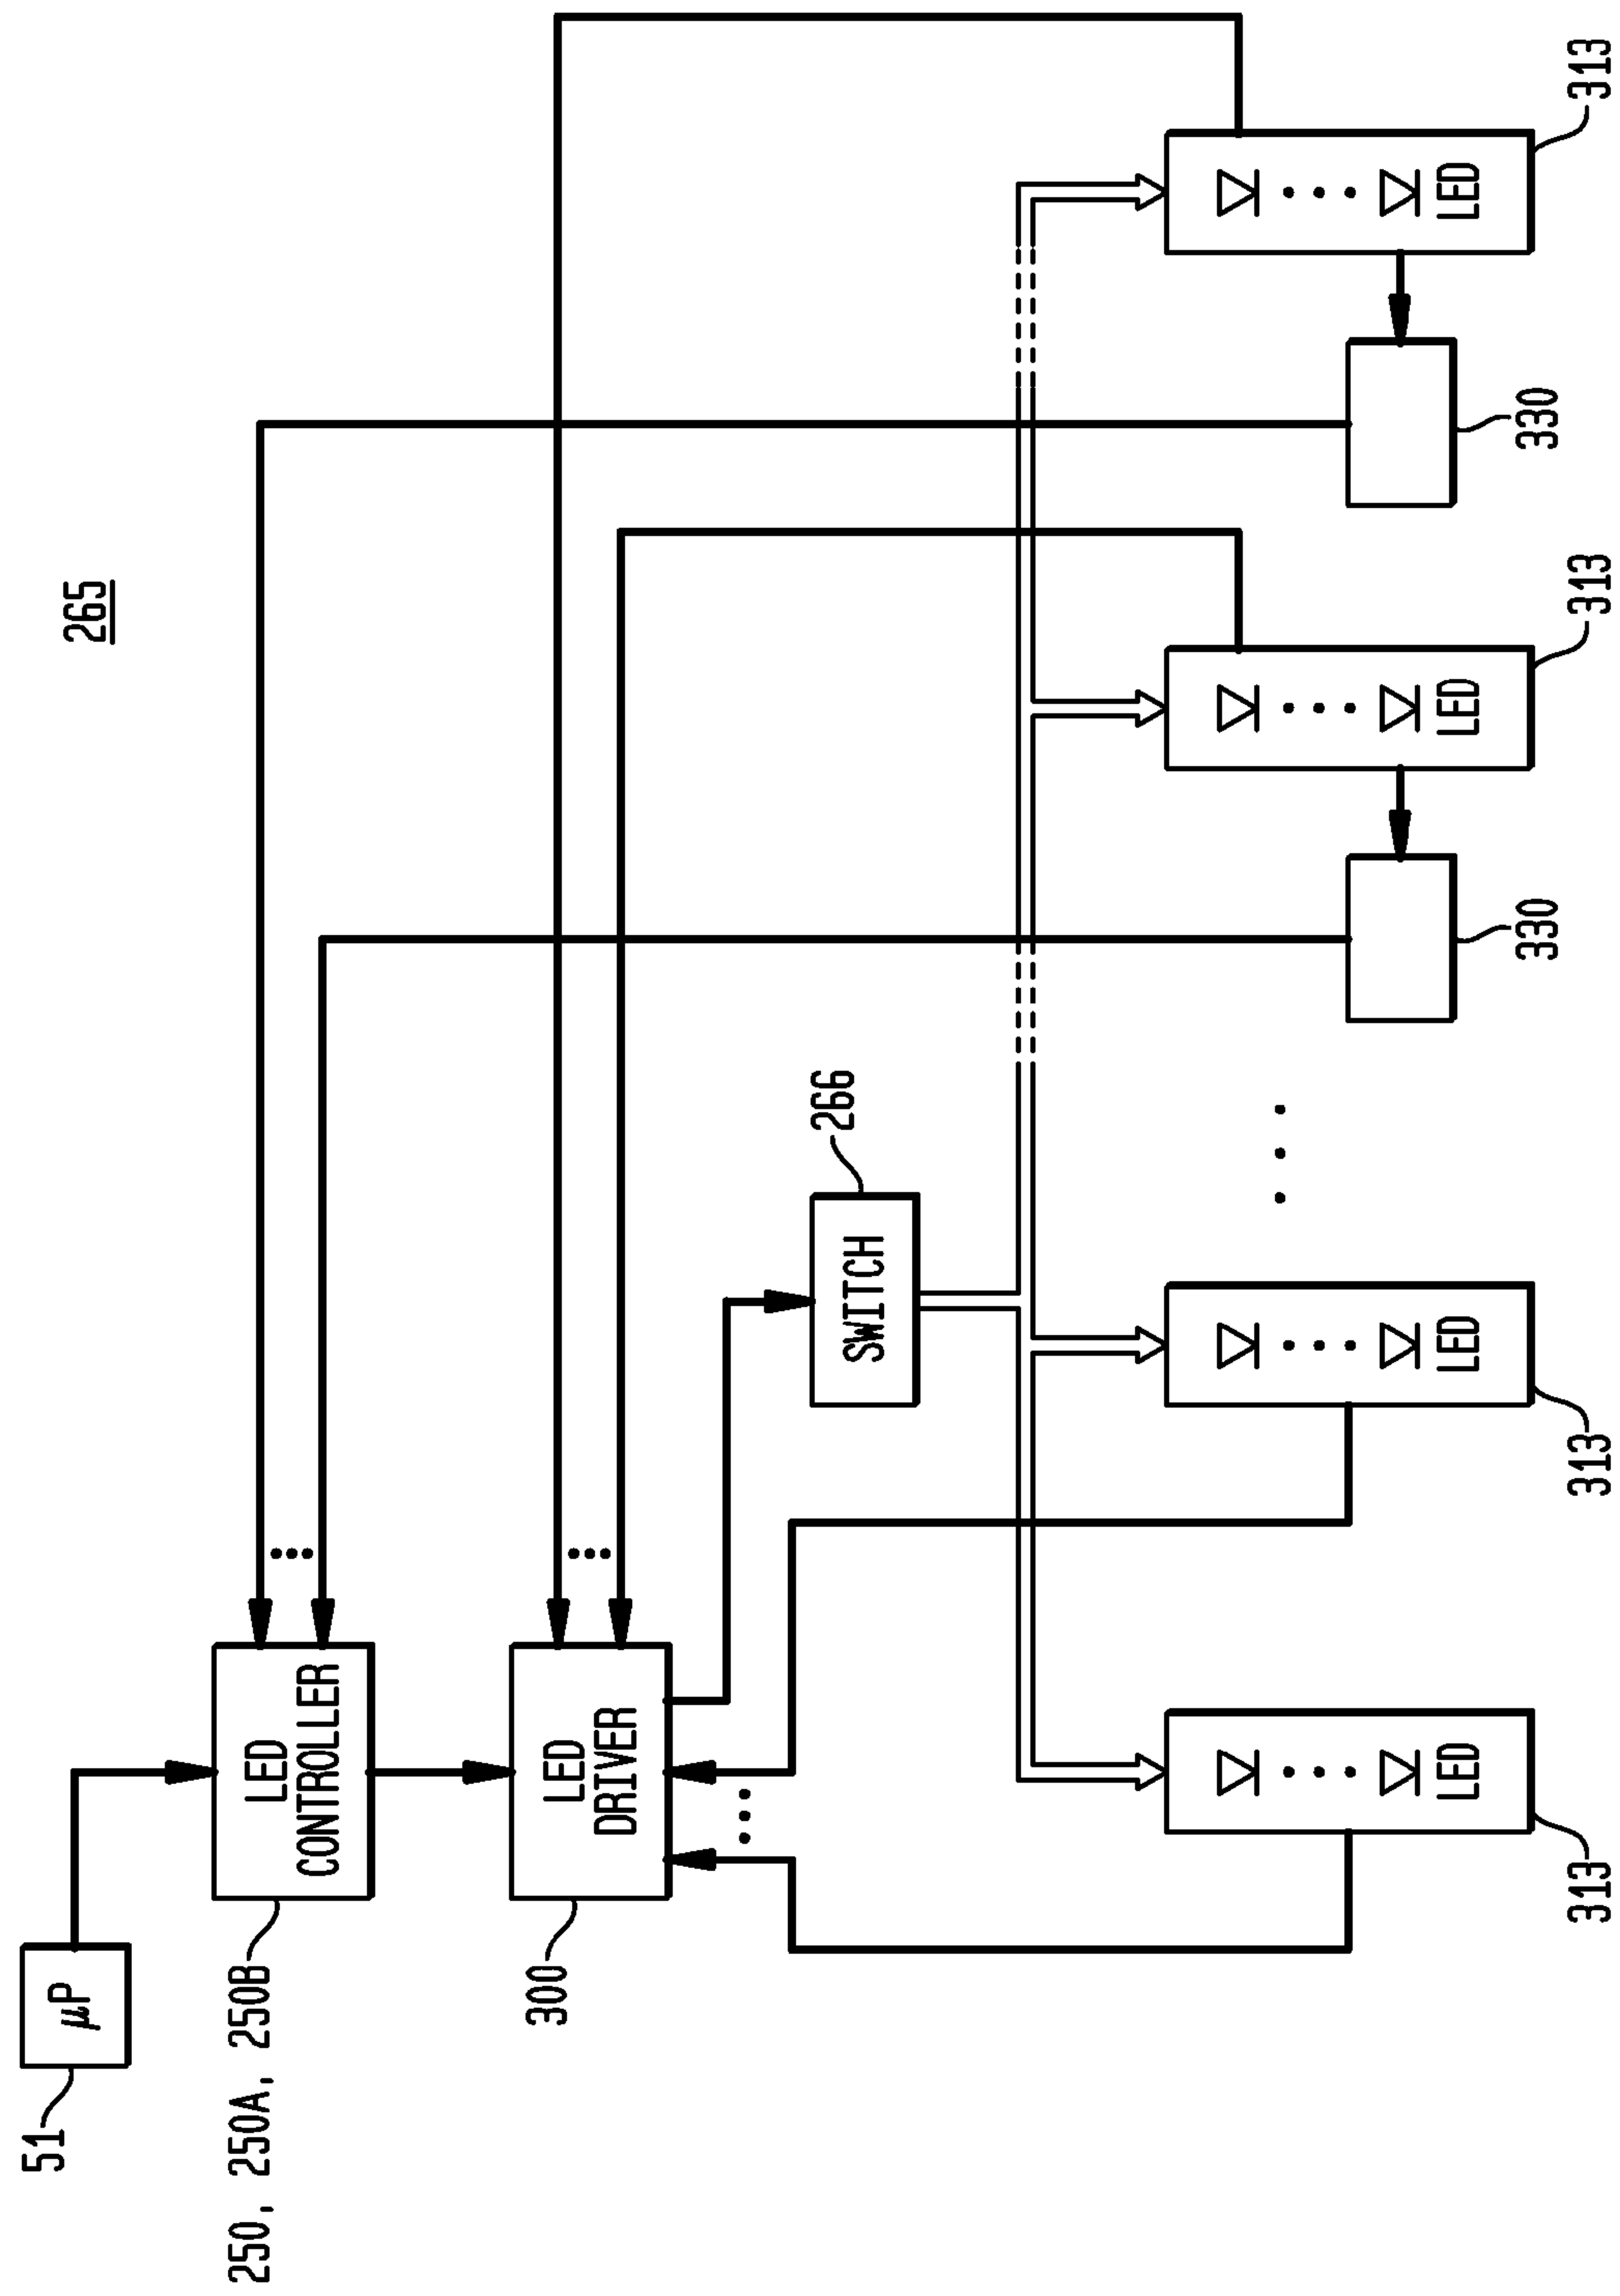 265
51
µP
250, 250A, 250B
LED
CONTROLLER
300
LED
DRIVER
266
SWITCH
LED
313
LED
313
330
LED
313
330
LED
313